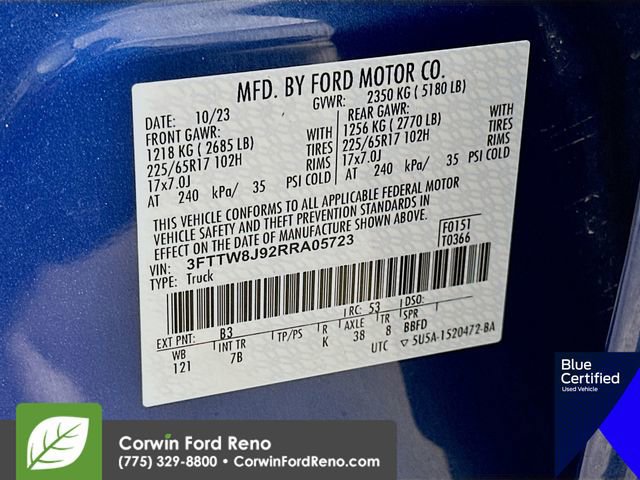 MFD. BY FORD MOTOR CO.
DATE: 10/23 GVWR: 2350 KG ( 5180 LB)
FRONT GAWR: REAR GAWR:
1218 KG ( 2685 LB) WITH 1256 KG ( 2770 LB) WITH
225/65R17 102H TIRES 225/65R17 102H TIRES
17x7.0J RIMS 17x7.0J RIMS
AT 240 kPa/ 35 PSI COLD AT 240 kPa/ 35 PSI COLD
THIS VEHICLE CONFORMS TO ALL APPLICABLE FEDERAL MOTOR
VEHICLE SAFETY AND THEFT PREVENTION STANDARDS IN
EFFECT ON THE DATE OF MANUFACTURE SHOWN ABOVE.
VIN: 3FTTW8J92RRA05723 F0151
TYPE: Truck T0366
EXT PNT: B3 RC: 53 DSO:
WB INT TR TP/PS R AXLE TR SPR
121 7B K 38 8 BBFD
UTC ▽ 5U5A-1520472-BA
Blue
Certified
Used Vehicle
Corwin Ford Reno
(775) 329-8800 • CorwinFordReno.com